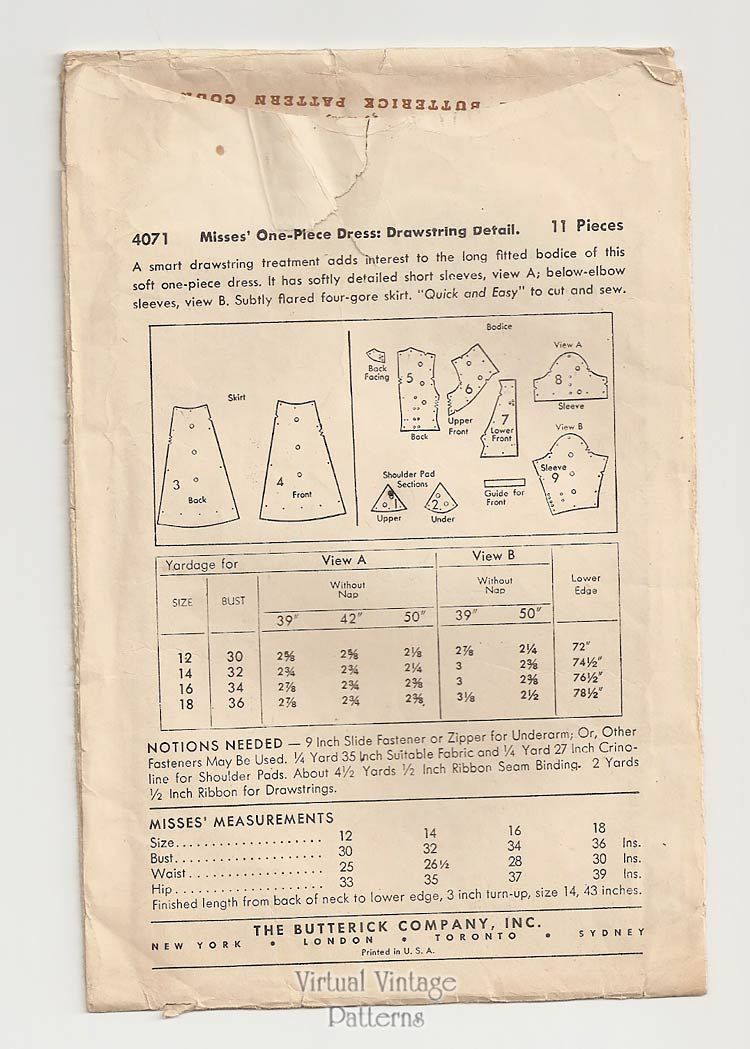 BUTTERICK PATTERN
4071 Misses' One-Piece Dress: Drawstring Detail. 11 Pieces
A smart drawstring treatment adds interest to the long fitted bodice of this
soft one-piece dress. It has softly detailed short sleeves, view A; below-elbow
sleeves, view B. Subtly flared four-gore skirt. "Quick and Easy" to cut and sew.
Skirt
3
Back
4
Front
Bodice
Back
Facing
5
Back
6
Upper
Front
7
Lower
Front
View A
8
Sleeve
View B
Sleeve
9
Shoulder Pad
Sections
1
Upper
2
Under
Guide for
Front
Yardage for View A View B
SIZE BUST Without Nap Without Nap Lower Edge
39" 42" 50" 39" 50"
12 30 2⅝ 2⅝ 2⅛ 2⅞ 2¼ 72"
14 32 2¾ 2¾ 2¼ 3 2⅜ 74½"
16 34 2⅞ 2¾ 2⅜ 3 2⅜ 76½"
18 36 2⅞ 2¾ 2⅜ 3⅛ 2½ 78½"
NOTIONS NEEDED — 9 Inch Slide Fastener or Zipper for Underarm; Or, Other
Fasteners May Be Used. ¼ Yard 35 Inch Suitable Fabric and ¼ Yard 27 Inch Crino-
line for Shoulder Pads. About 4½ Yards ½ Inch Ribbon Seam Binding. 2 Yards
½ Inch Ribbon for Drawstrings.
MISSES' MEASUREMENTS
Size 12 14 16 18
Bust 30 32 34 36 Ins.
Waist 25 26½ 28 30 Ins.
Hip 33 35 37 39 Ins.
Finished length from back of neck to lower edge, 3 inch turn-up, size 14, 43 inches.
THE BUTTERICK COMPANY, INC.
NEW YORK • LONDON • TORONTO • SYDNEY
Printed in U. S. A.
Virtual Vintage
Patterns